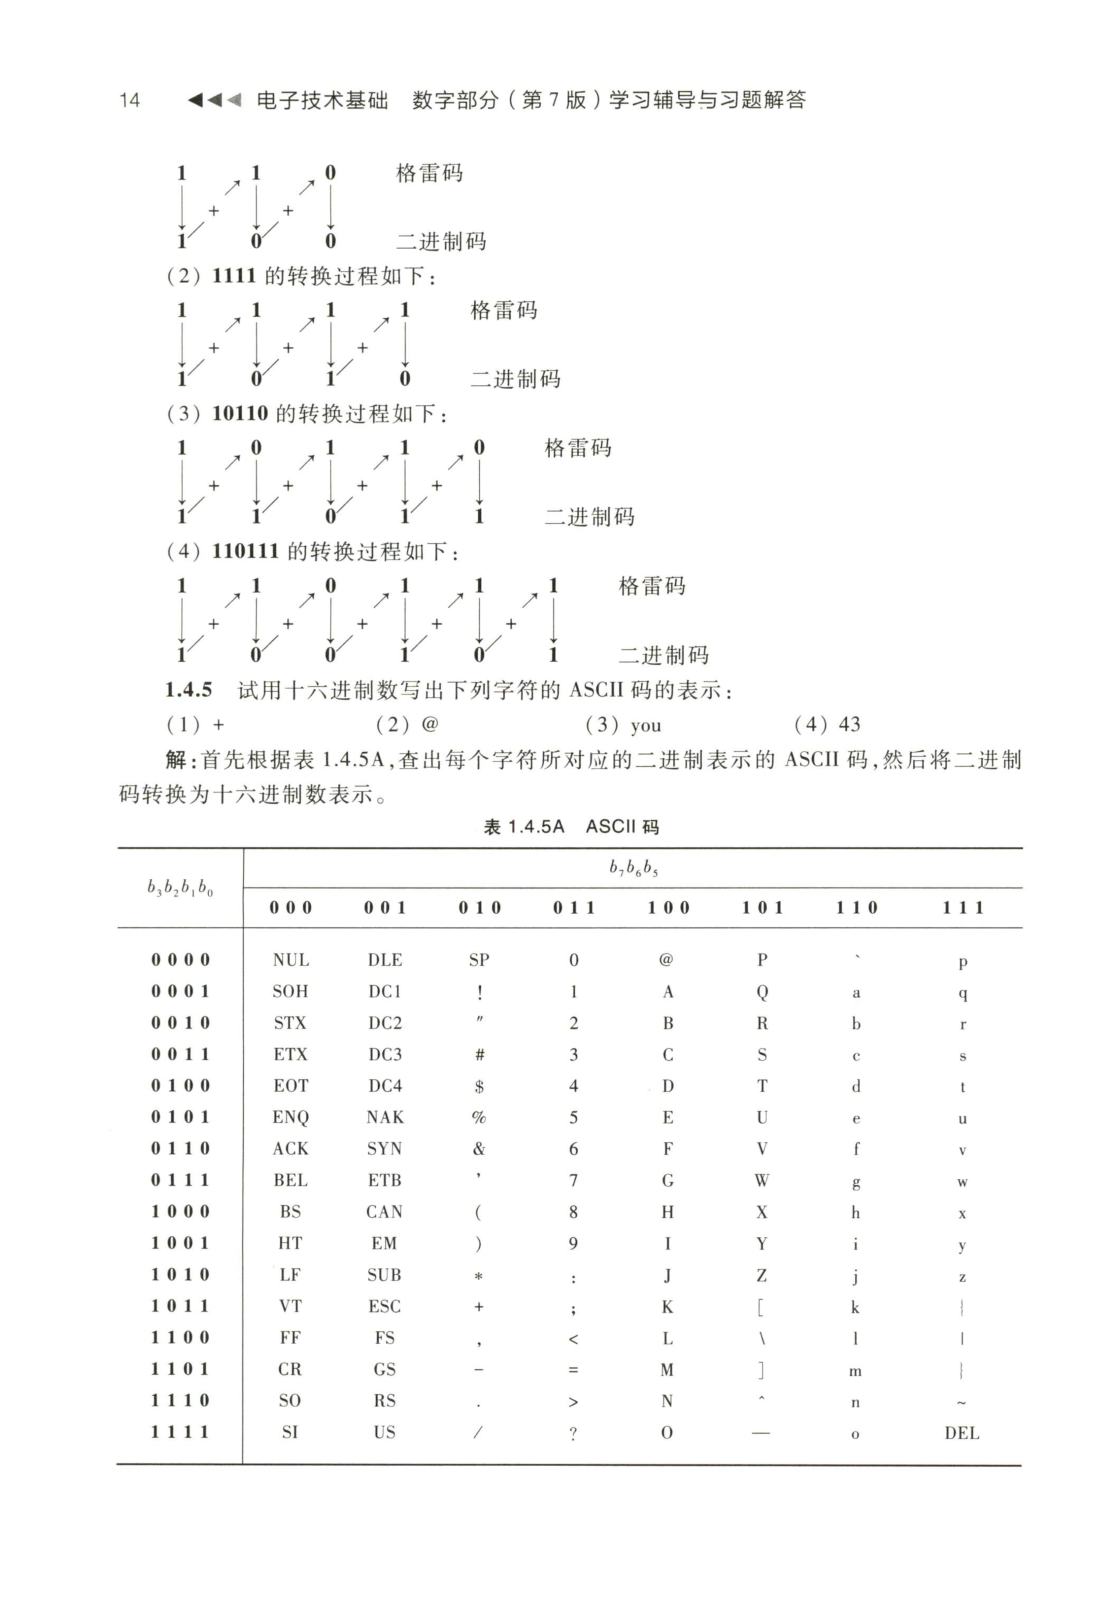 14 ◀◀◀ 电子技术基础 数字部分（第 7 版）学习辅导与习题解答
1 1 0 格雷码
+ +
1 0 0 二进制码
（2）1111 的转换过程如下：
1 1 1 1 格雷码
+ + +
1 0 1 0 二进制码
（3）10110 的转换过程如下：
1 0 1 1 0 格雷码
+ + + +
1 1 0 1 1 二进制码
（4）110111 的转换过程如下：
1 1 0 1 1 1 格雷码
+ + + + +
1 0 0 1 0 1 二进制码
1.4.5 试用十六进制数写出下列字符的 ASCII 码的表示：
（1）+ （2）@ （3）you （4）43
解：首先根据表 1.4.5A，查出每个字符所对应的二进制表示的 ASCII 码，然后将二进制
码转换为十六进制数表示。
表 1.4.5A ASCII 码
b₃b₂b₁b₀ b₇b₆b₅
000 001 010 011 100 101 110 111
0000 NUL DLE SP 0 @ P ` p
0001 SOH DC1 ! 1 A Q a q
0010 STX DC2 " 2 B R b r
0011 ETX DC3 # 3 C S c s
0100 EOT DC4 $ 4 D T d t
0101 ENQ NAK % 5 E U e u
0110 ACK SYN & 6 F V f v
0111 BEL ETB ' 7 G W g w
1000 BS CAN ( 8 H X h x
1001 HT EM ) 9 I Y i y
1010 LF SUB * : J Z j z
1011 VT ESC + ; K [ k {
1100 FF FS , < L \ l |
1101 CR GS − = M ] m }
1110 SO RS . > N ^ n ~
1111 SI US / ? O — o DEL